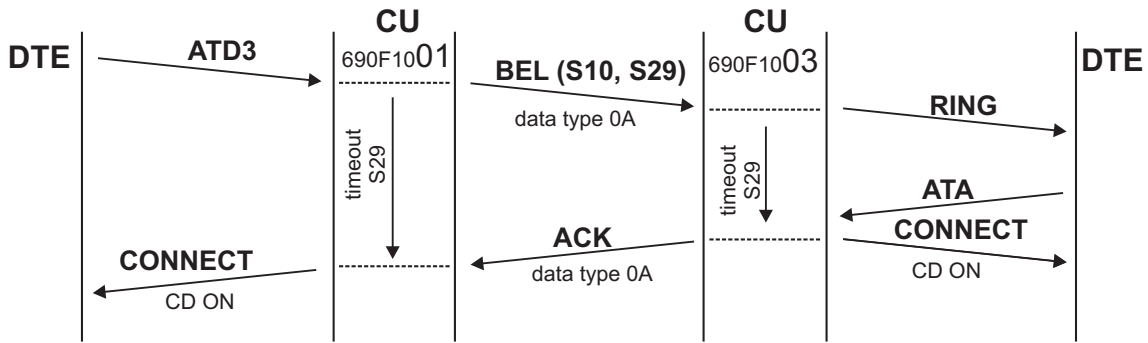 CU
CU
DTE
ATD3
690F1001
BEL (S10, S29)
690F1003
DTE
data type 0A
RING
timeout
S29
timeout
S29
ATA
ACK
CONNECT
CONNECT
data type 0A
CD ON
CD ON